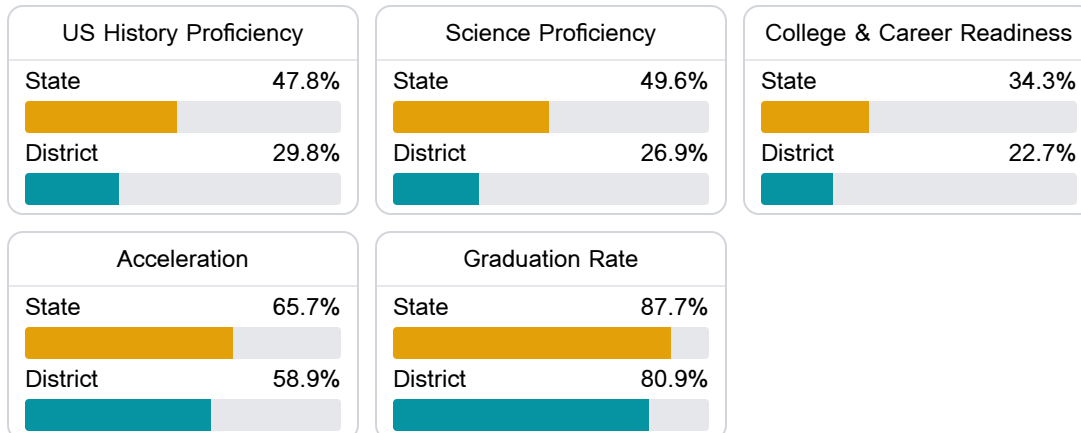 US History Proficiency
State 47.8%
District 29.8%
Science Proficiency
State 49.6%
District 26.9%
College & Career Readiness
State 34.3%
District 22.7%
Acceleration
State 65.7%
District 58.9%
Graduation Rate
State 87.7%
District 80.9%